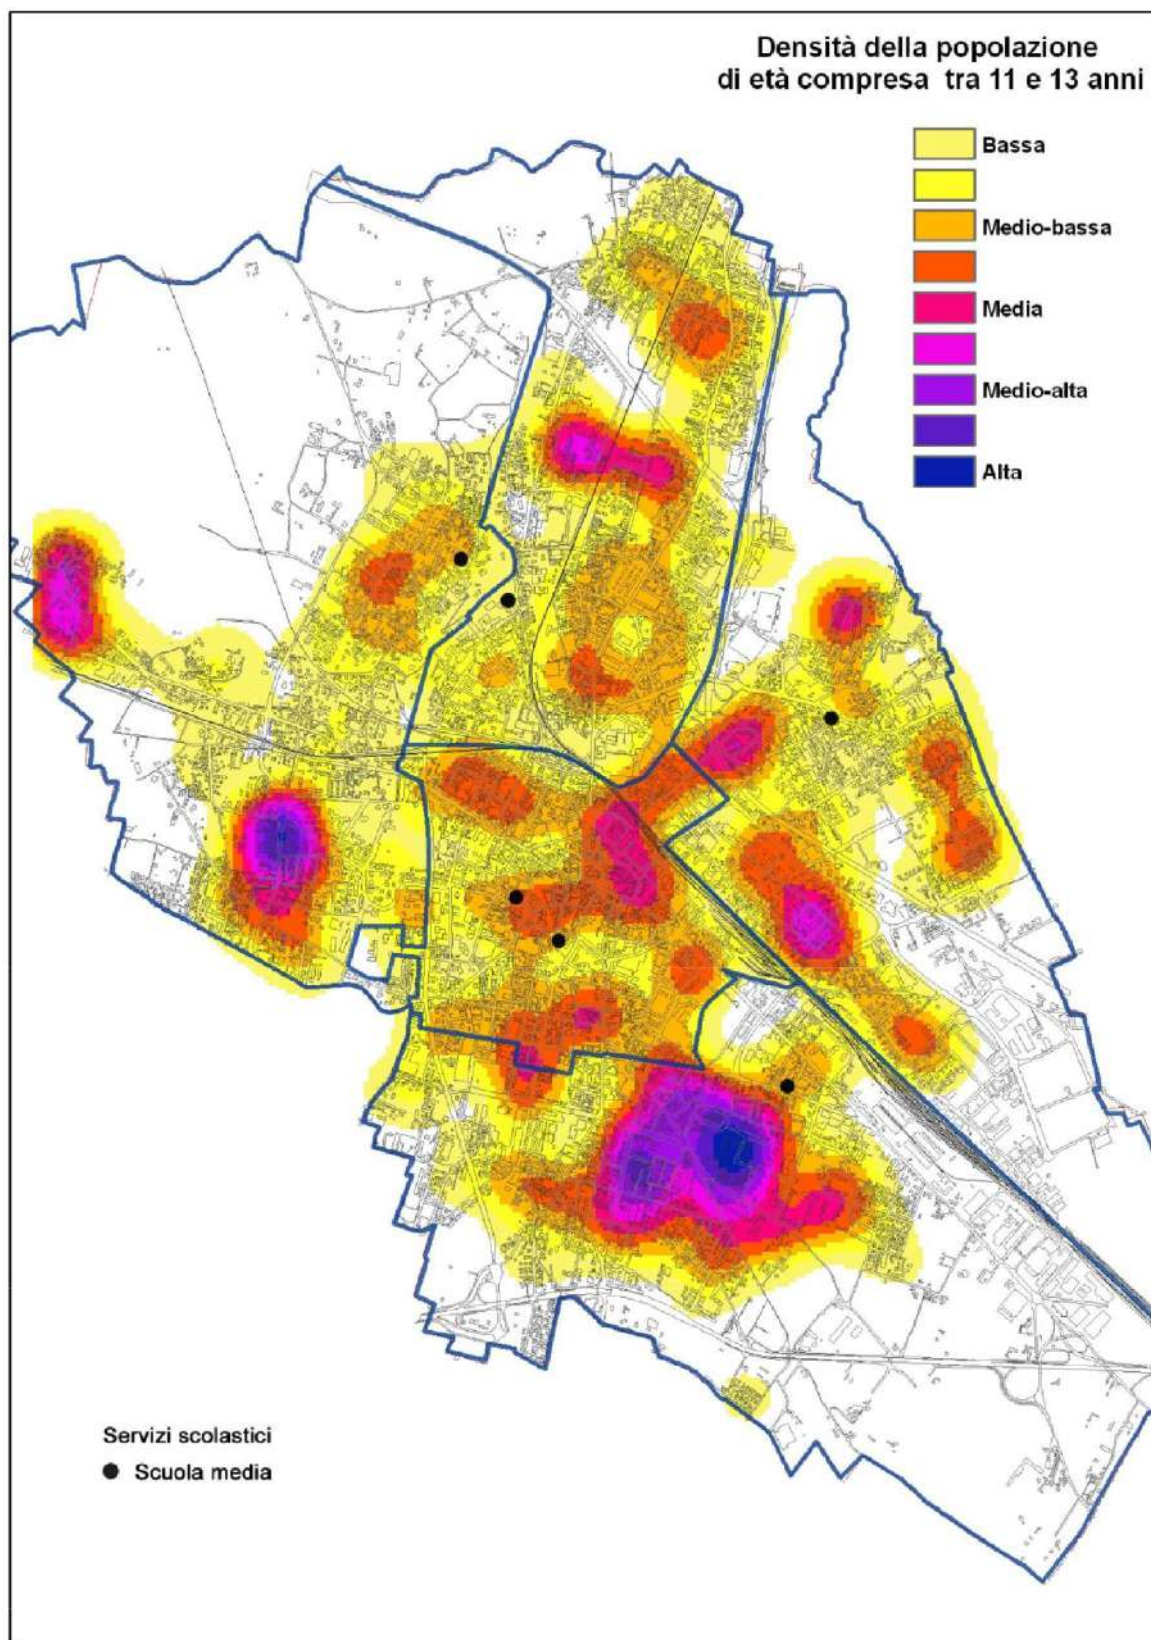 Densità della popolazione
di età compresa tra 11 e 13 anni
Bassa
Medio-bassa
Media
Medio-alta
Alta
Servizi scolastici
Scuola media